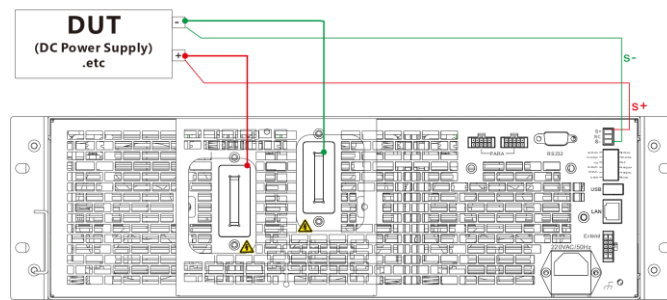 DUT
(DC Power Supply)
.etc
-
+
S-
S+
S+
NC
S-
PARA
RS232
USB
LAN
Extend
220VAC/50Hz